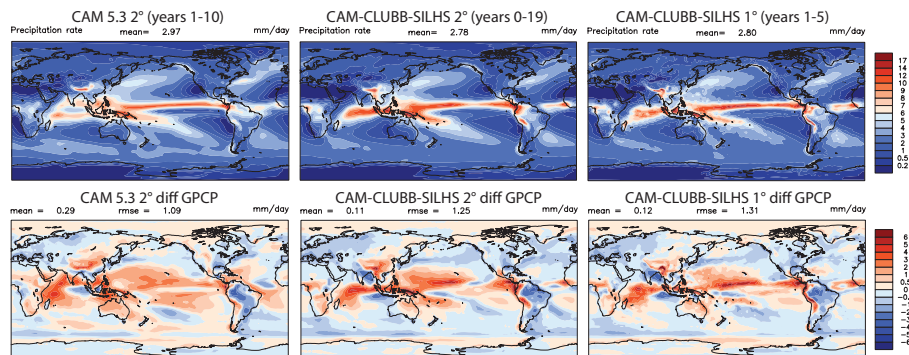 CAM 5.3 2° (years 1-10)
Precipitation rate mean= 2.97 mm/day
CAM-CLUBB-SILHS 2° (years 0-19)
Precipitation rate mean= 2.78 mm/day
CAM-CLUBB-SILHS 1° (years 1-5)
Precipitation rate mean= 2.80 mm/day
17
14
12
10
9
8
7
6
5
4
3
2
1
0.5
0.2
CAM 5.3 2° diff GPCP
mean = 0.29 rmse = 1.09 mm/day
CAM-CLUBB-SILHS 2° diff GPCP
mean = 0.11 rmse = 1.25 mm/day
CAM-CLUBB-SILHS 1° diff GPCP
mean = 0.12 rmse = 1.31 mm/day
6
5
4
3
2
1
0.5
0